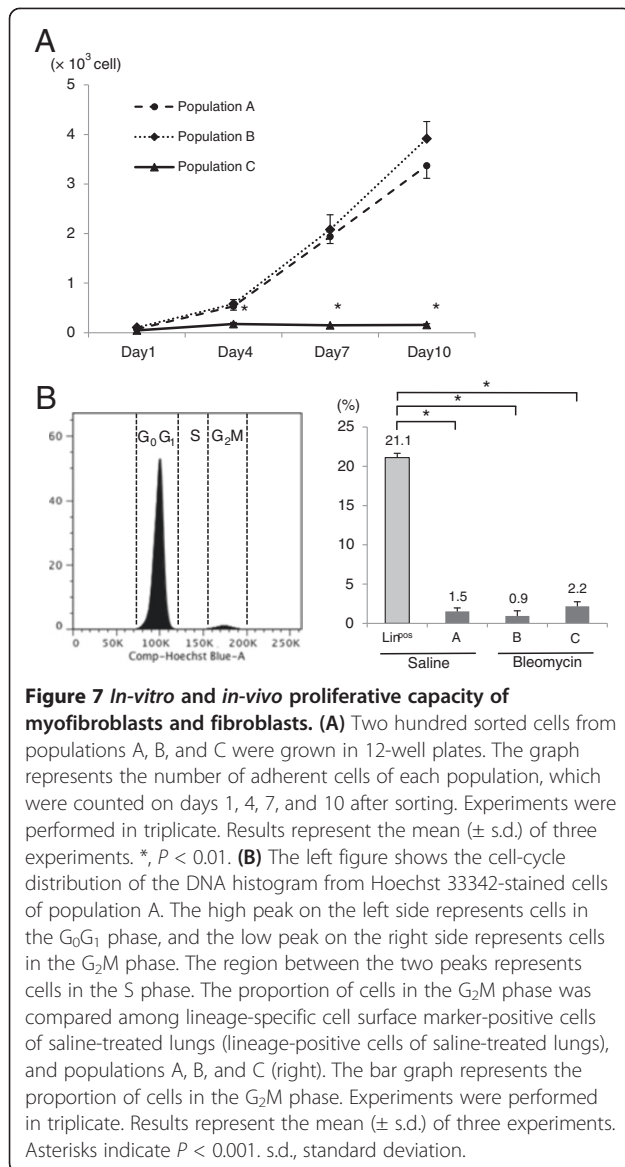 A
(× 10³ cell)
5
4
3
2
1
0
Population A
Population B
Population C
*
*
*
Day1 Day4 Day7 Day10
B
60
40
20
0
G₀G₁ S G₂M
0 50K 100K 150K 200K 250K
Comp-Hoechst Blue-A
(%)
25
20
15
10
5
0
*
*
*
21.1
1.5
0.9
2.2
Linᵖᵒˢ A B C
Saline Bleomycin
Figure 7 In-vitro and in-vivo proliferative capacity of
myofibroblasts and fibroblasts. (A) Two hundred sorted cells from
populations A, B, and C were grown in 12-well plates. The graph
represents the number of adherent cells of each population, which
were counted on days 1, 4, 7, and 10 after sorting. Experiments were
performed in triplicate. Results represent the mean (± s.d.) of three
experiments. *, P < 0.01. (B) The left figure shows the cell-cycle
distribution of the DNA histogram from Hoechst 33342-stained cells
of population A. The high peak on the left side represents cells in
the G₀G₁ phase, and the low peak on the right side represents cells
in the G₂M phase. The region between the two peaks represents
cells in the S phase. The proportion of cells in the G₂M phase was
compared among lineage-specific cell surface marker-positive cells
of saline-treated lungs (lineage-positive cells of saline-treated lungs),
and populations A, B, and C (right). The bar graph represents the
proportion of cells in the G₂M phase. Experiments were performed
in triplicate. Results represent the mean (± s.d.) of three experiments.
Asterisks indicate P < 0.001. s.d., standard deviation.